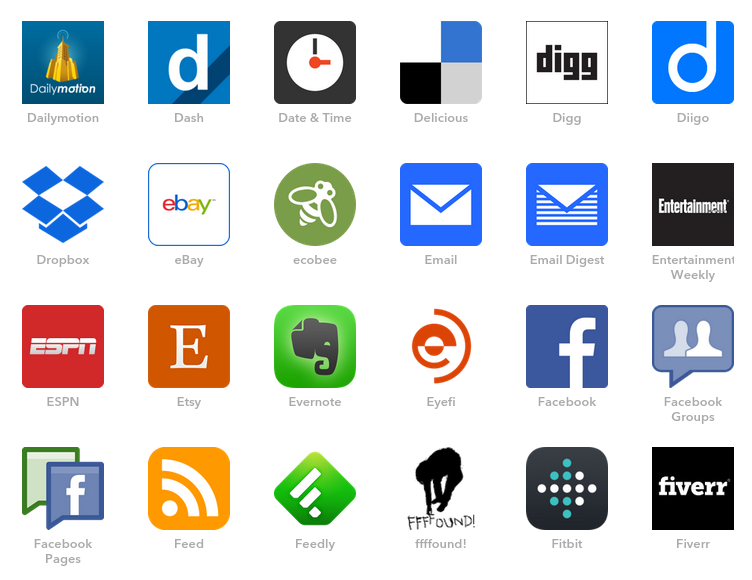 Dailymotion
d
digg
d
Dailymotion
Dash
Date & Time
Delicious
Digg
Diigo
ebay™
Entertainment
Dropbox
eBay
ecobee
Email
Email Digest
Entertainment
Weekly
ESPN
E
e
f
ESPN
Etsy
Evernote
Eyefi
Facebook
Facebook
Groups
f
FFFFOUND!
fiverr
Facebook
Pages
Feed
Feedly
ffffound!
Fitbit
Fiverr